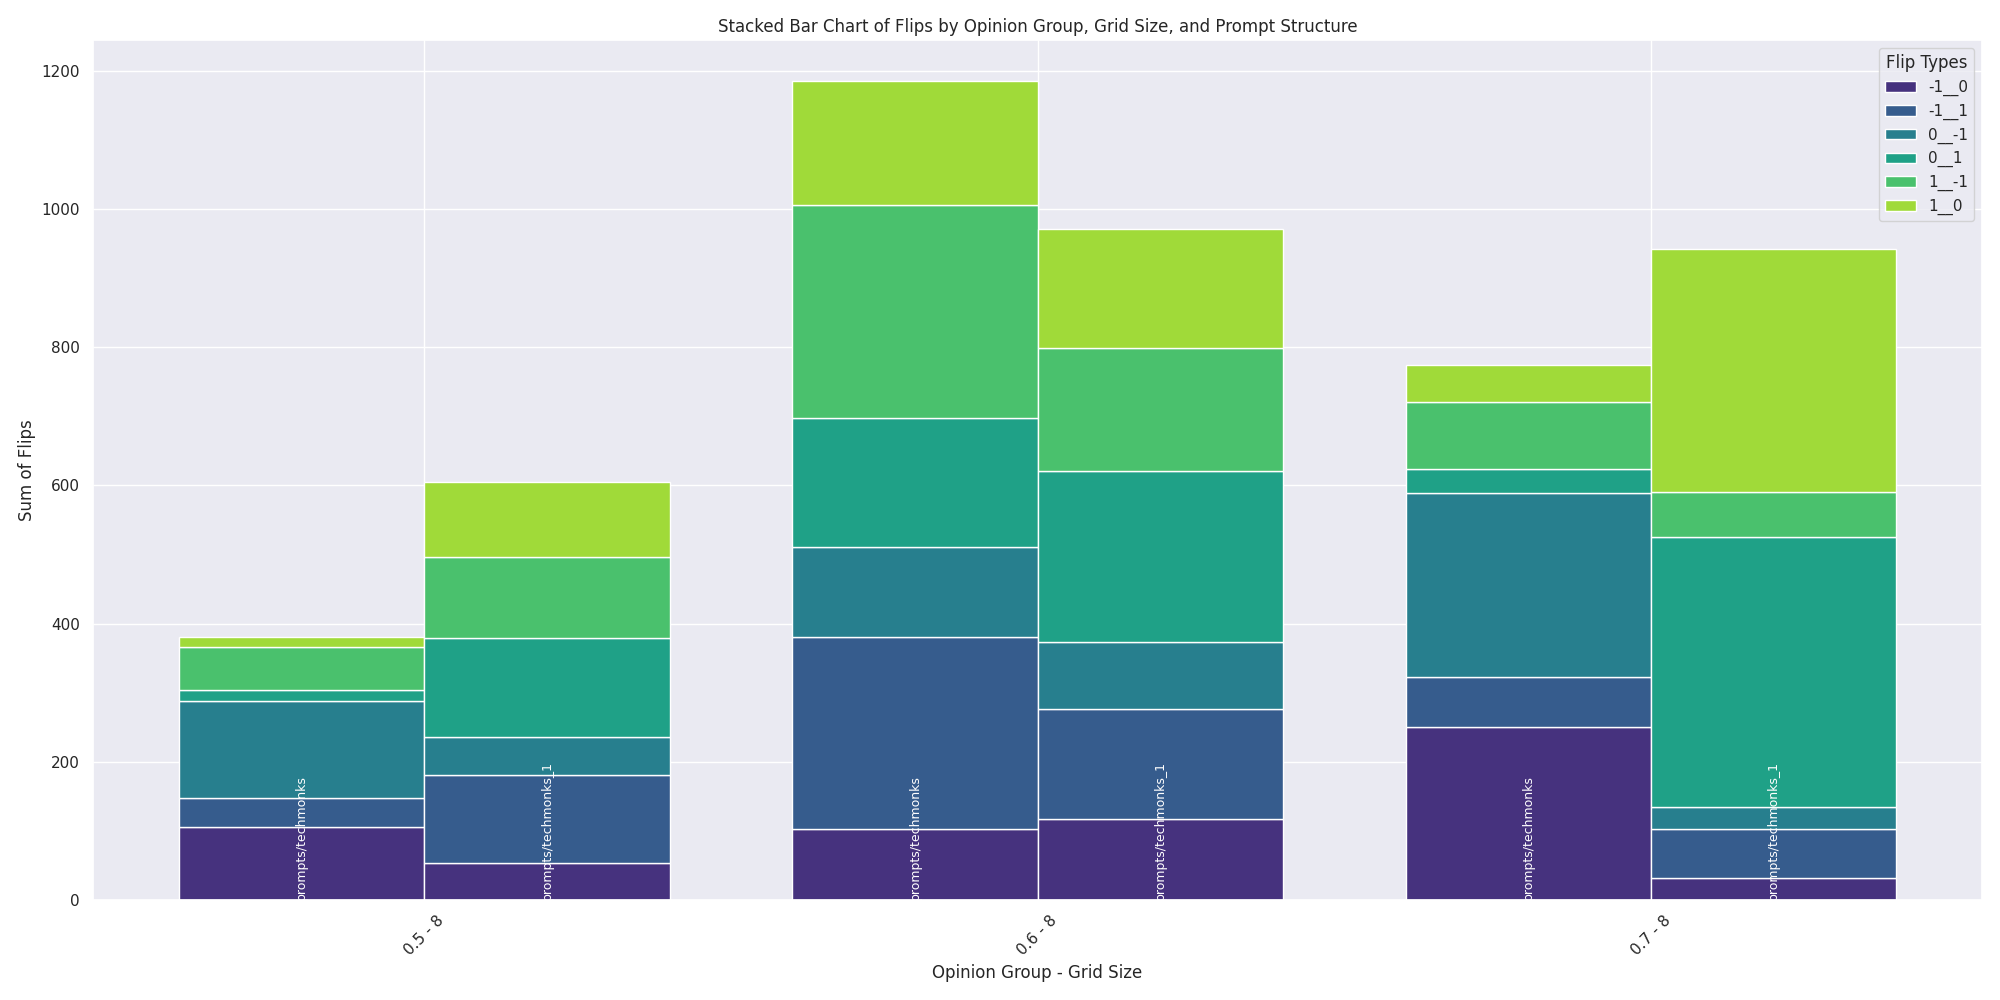 Stacked Bar Chart of Flips by Opinion Group, Grid Size, and Prompt Structure
Sum of Flips
1200
1000
800
600
400
200
0
Flip Types
-1__0
-1__1
0__-1
0__1
1__-1
1__0
prompts/techmonks
prompts/techmonks_1
prompts/techmonks
prompts/techmonks_1
prompts/techmonks
prompts/techmonks_1
0.5 - 8
0.6 - 8
0.7 - 8
Opinion Group - Grid Size